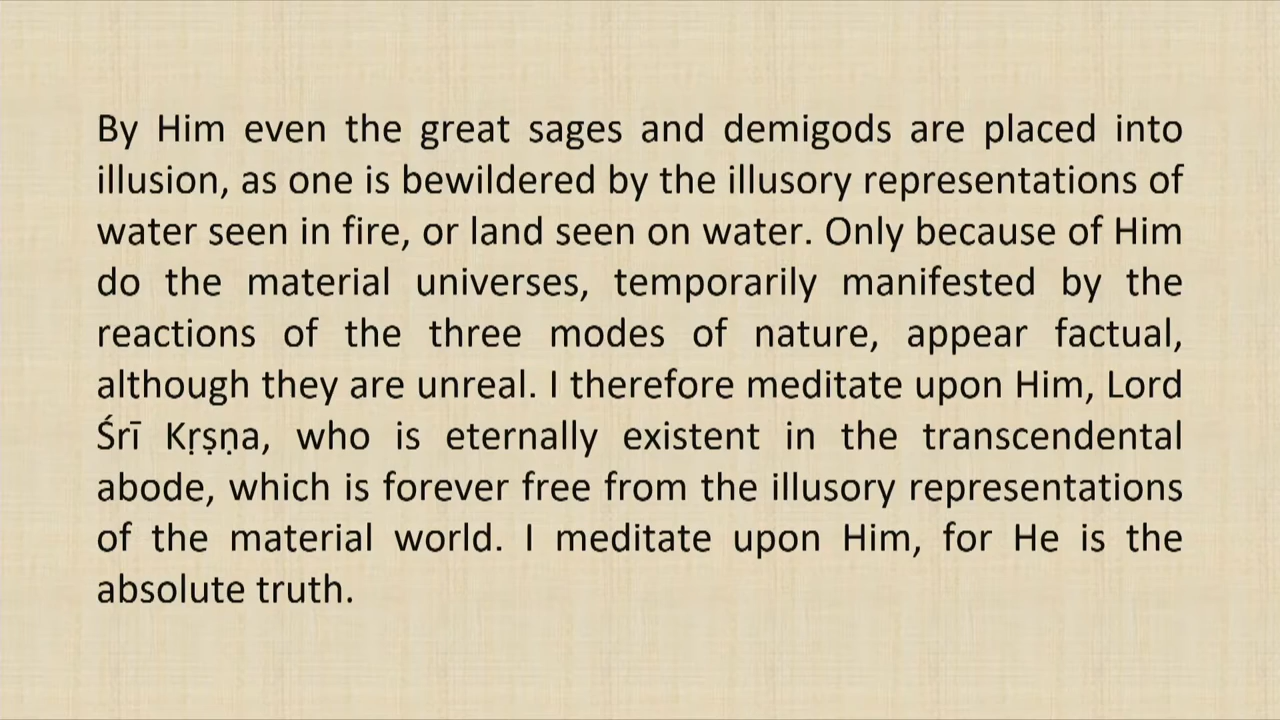 By Him even the great sages and demigods are placed into
illusion, as one is bewildered by the illusory representations of
water seen in fire, or land seen on water. Only because of Him
do the material universes, temporarily manifested by the
reactions of the three modes of nature, appear factual,
although they are unreal. I therefore meditate upon Him, Lord
Śrī Kṛṣṇa, who is eternally existent in the transcendental
abode, which is forever free from the illusory representations
of the material world. I meditate upon Him, for He is the
absolute truth.